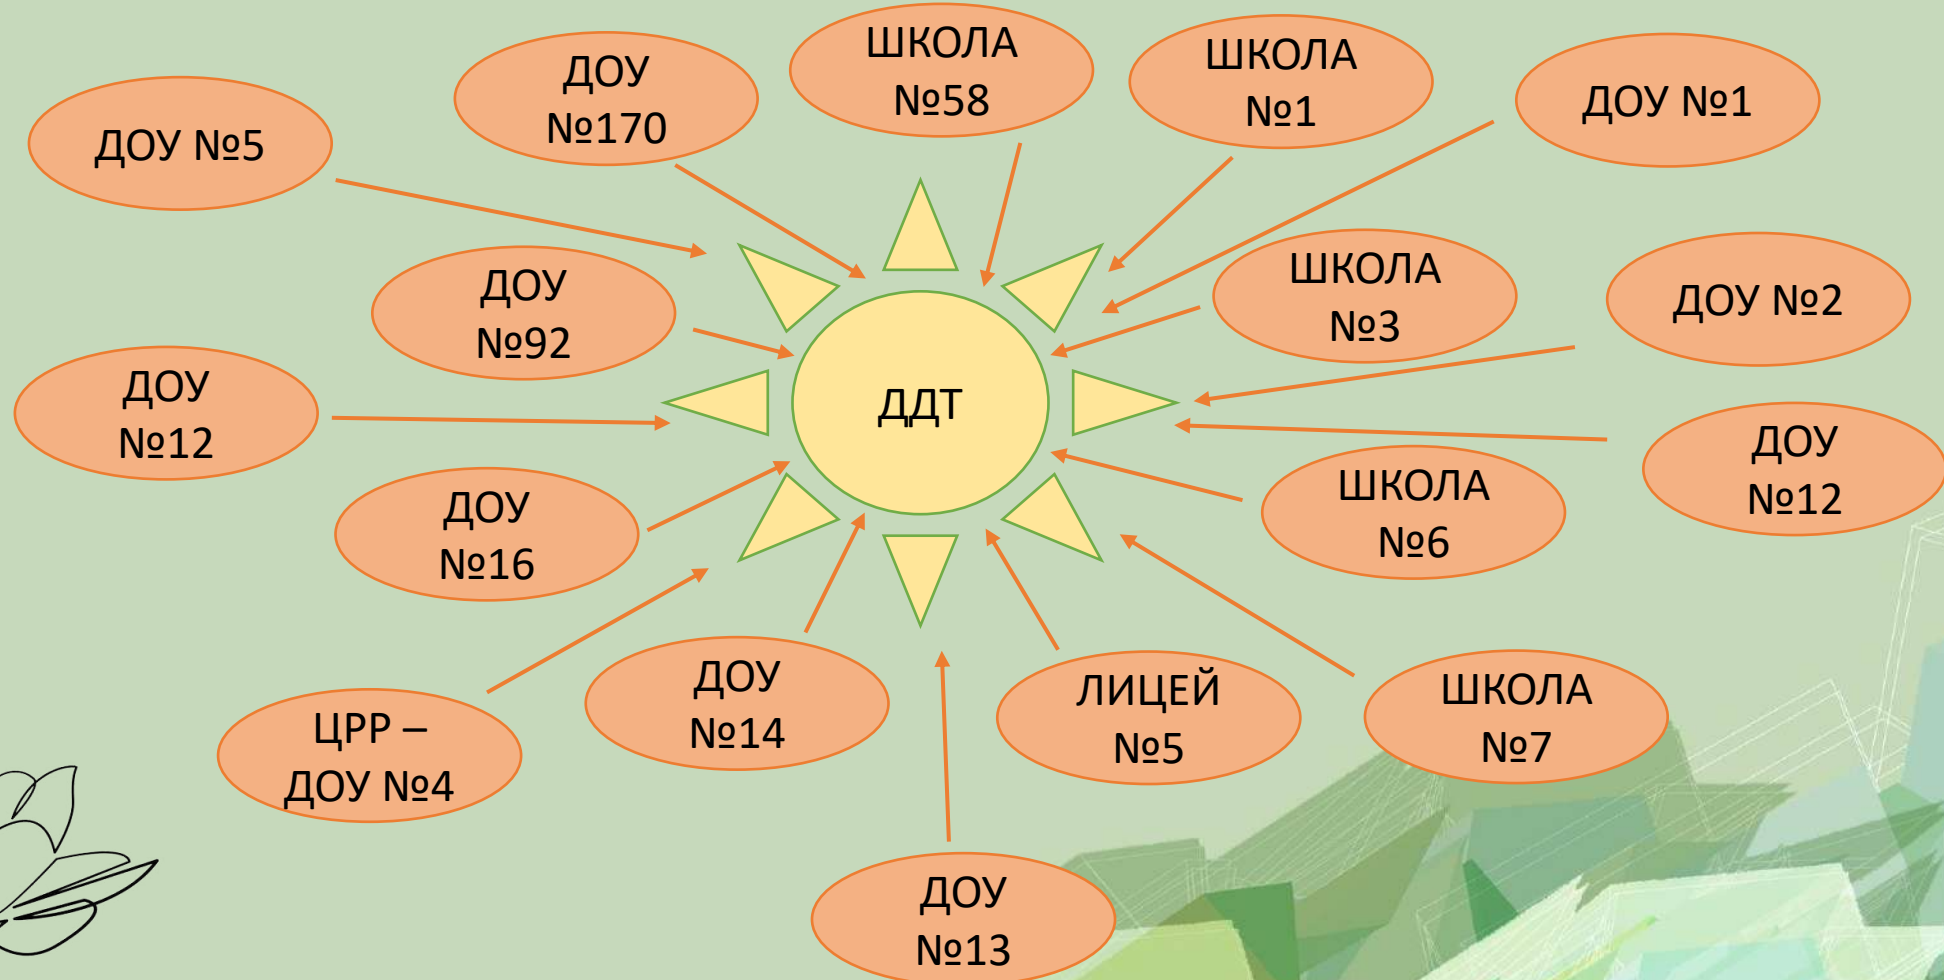 ШКОЛА
№58
ШКОЛА
№1
ДОУ
№170
ДОУ №1
ДОУ №5
ШКОЛА
№3
ДОУ №2
ДОУ
№92
ДОУ
№12
ДДТ
ДОУ
№12
ШКОЛА
№6
ДОУ
№16
ДОУ
№14
ЛИЦЕЙ
№5
ШКОЛА
№7
ЦРР –
ДОУ №4
ДОУ
№13